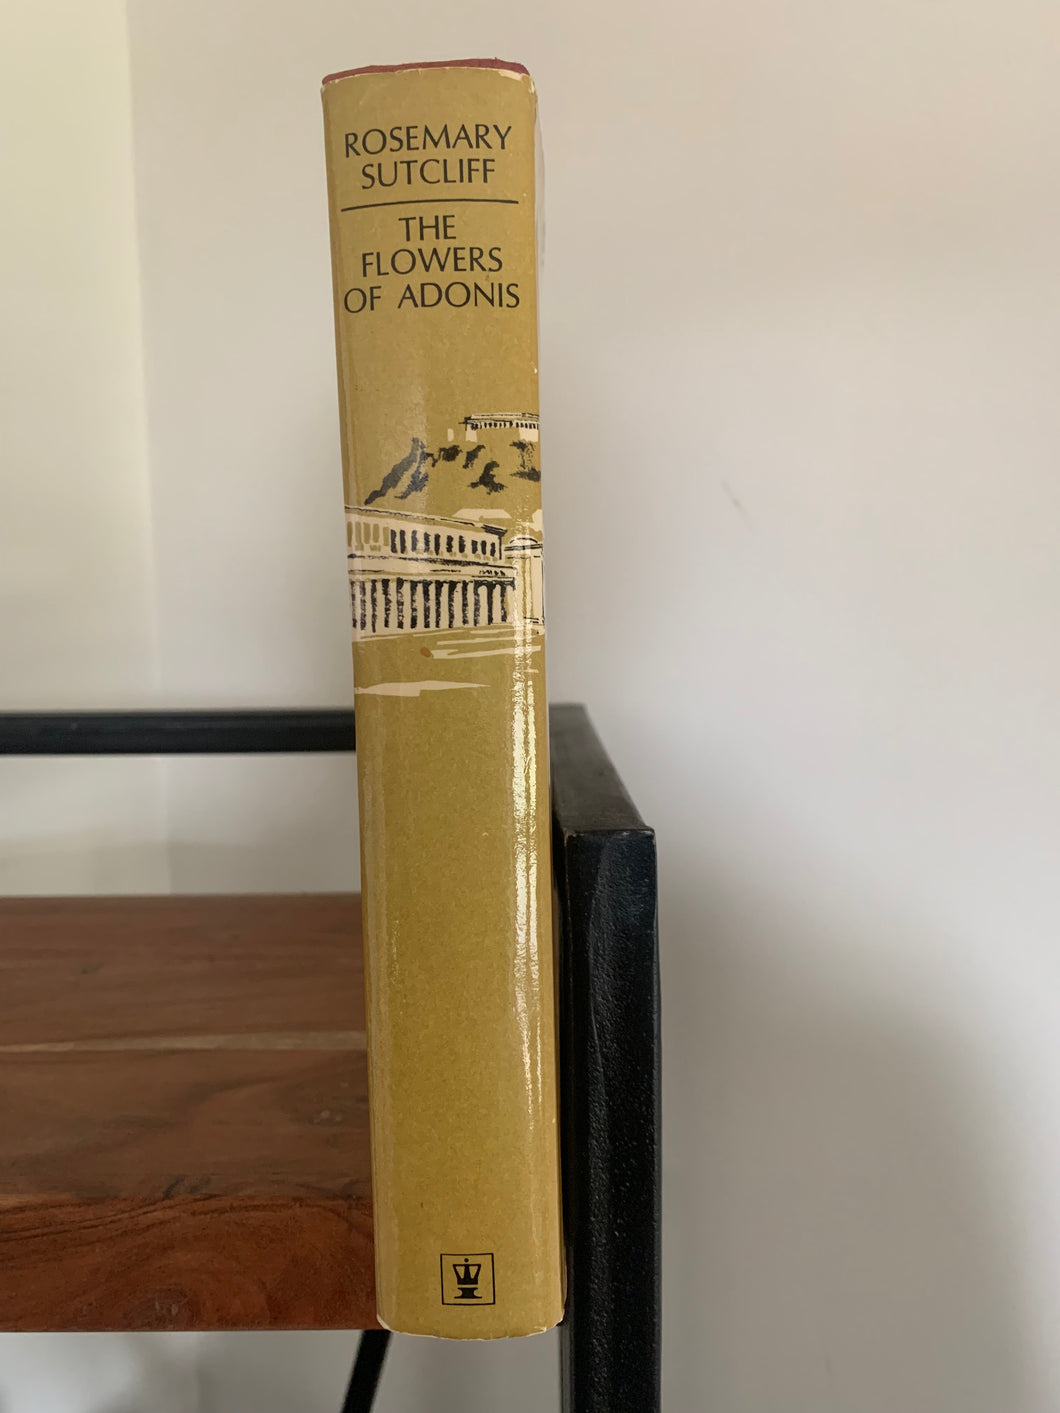 ROSEMARY
SUTCLIFF
THE
FLOWERS
OF ADONIS